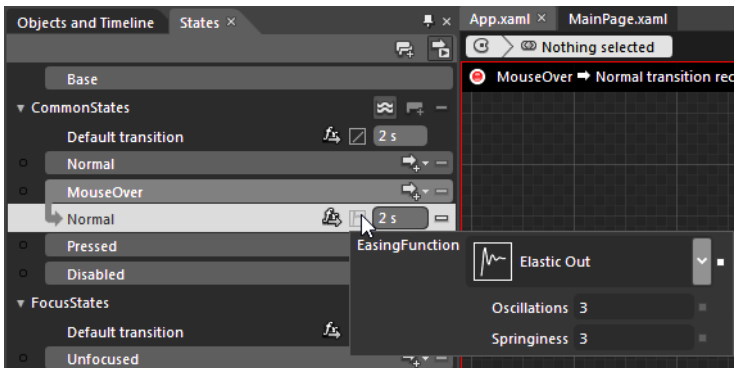 Objects and Timeline
States ×
App.xaml ×
MainPage.xaml
Nothing selected
MouseOver ➡ Normal transition rec
Base
CommonStates
Default transition
2 s
Normal
MouseOver
Normal
2 s
EasingFunction
Elastic Out
Pressed
Disabled
Oscillations 3
FocusStates
Springiness 3
Default transition
Unfocused